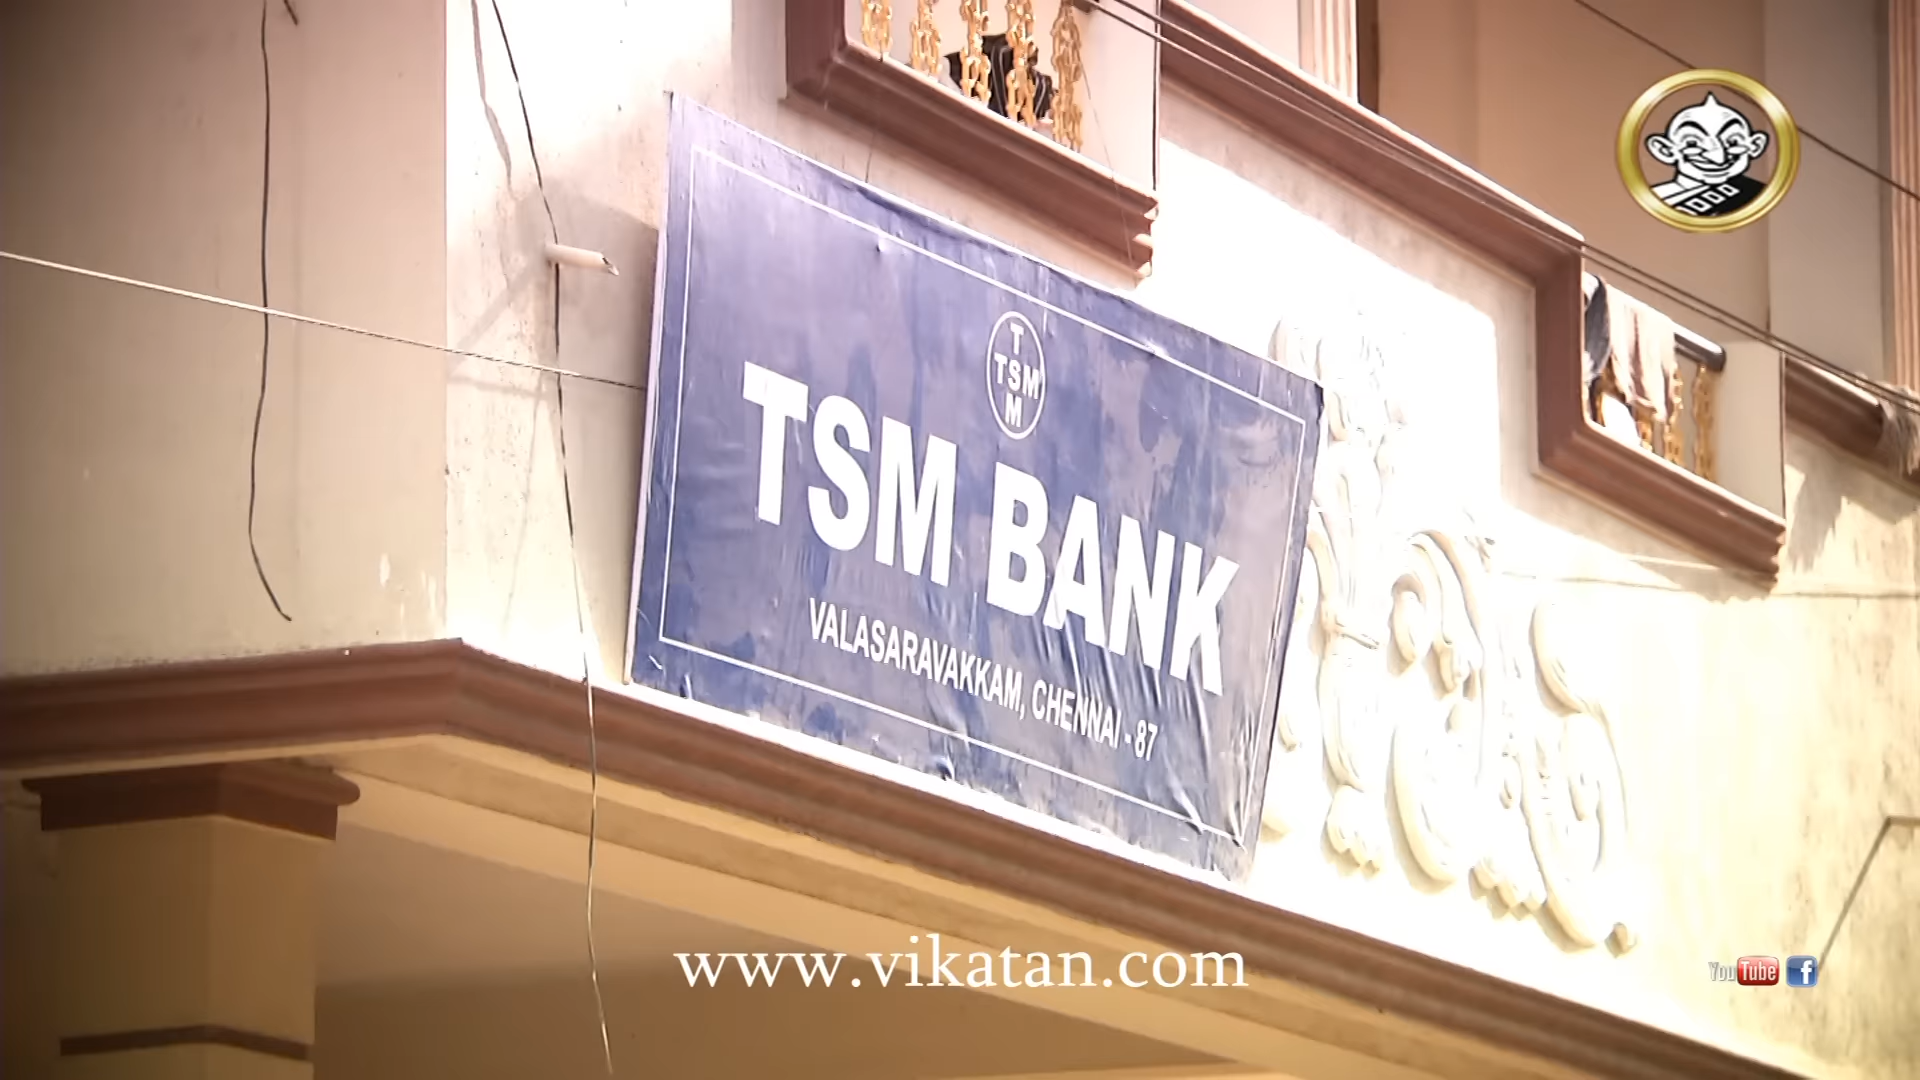 T
TSM
M
TSM BANK
VALASARAVAKKAM, CHENNAI - 87
www.vikatan.com
YouTube f